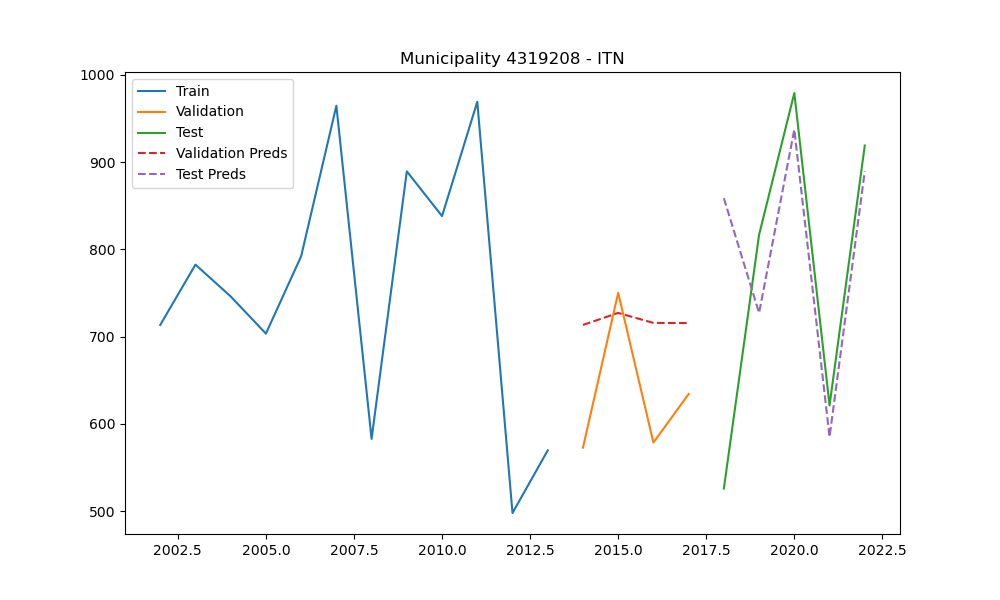 Municipality 4319208 - ITN
1000
900
800
700
600
500
Train
Validation
Test
Validation Preds
Test Preds
2002.5 2005.0 2007.5 2010.0 2012.5 2015.0 2017.5 2020.0 2022.5